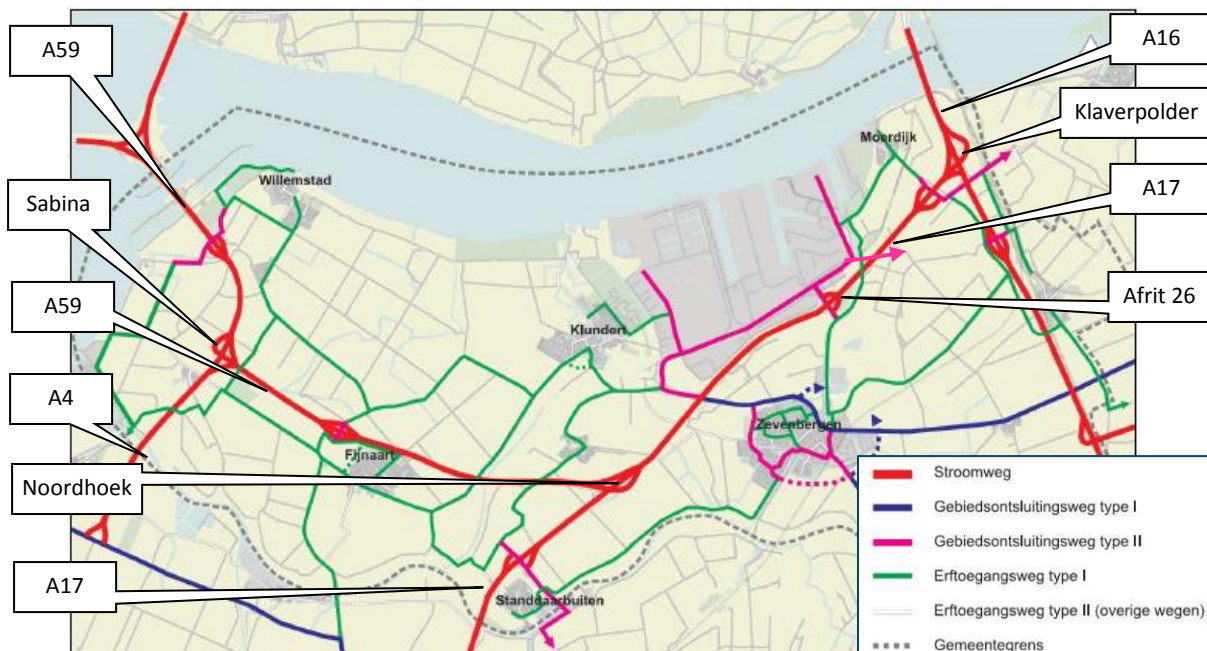 A59
A16
Klaverpolder
Moerdijk
Willemstad
A17
Sabina
A59
Afrit 26
Klundert
A4
Zevenbergen
Fijnaart
Noordhoek
Stroomweg
Gebiedsontsluitingsweg type I
Gebiedsontsluitingsweg type II
A17
Erftoegangsweg type I
Standdaarbuiten
Erftoegangsweg type II (overige wegen)
Gemeentegrens